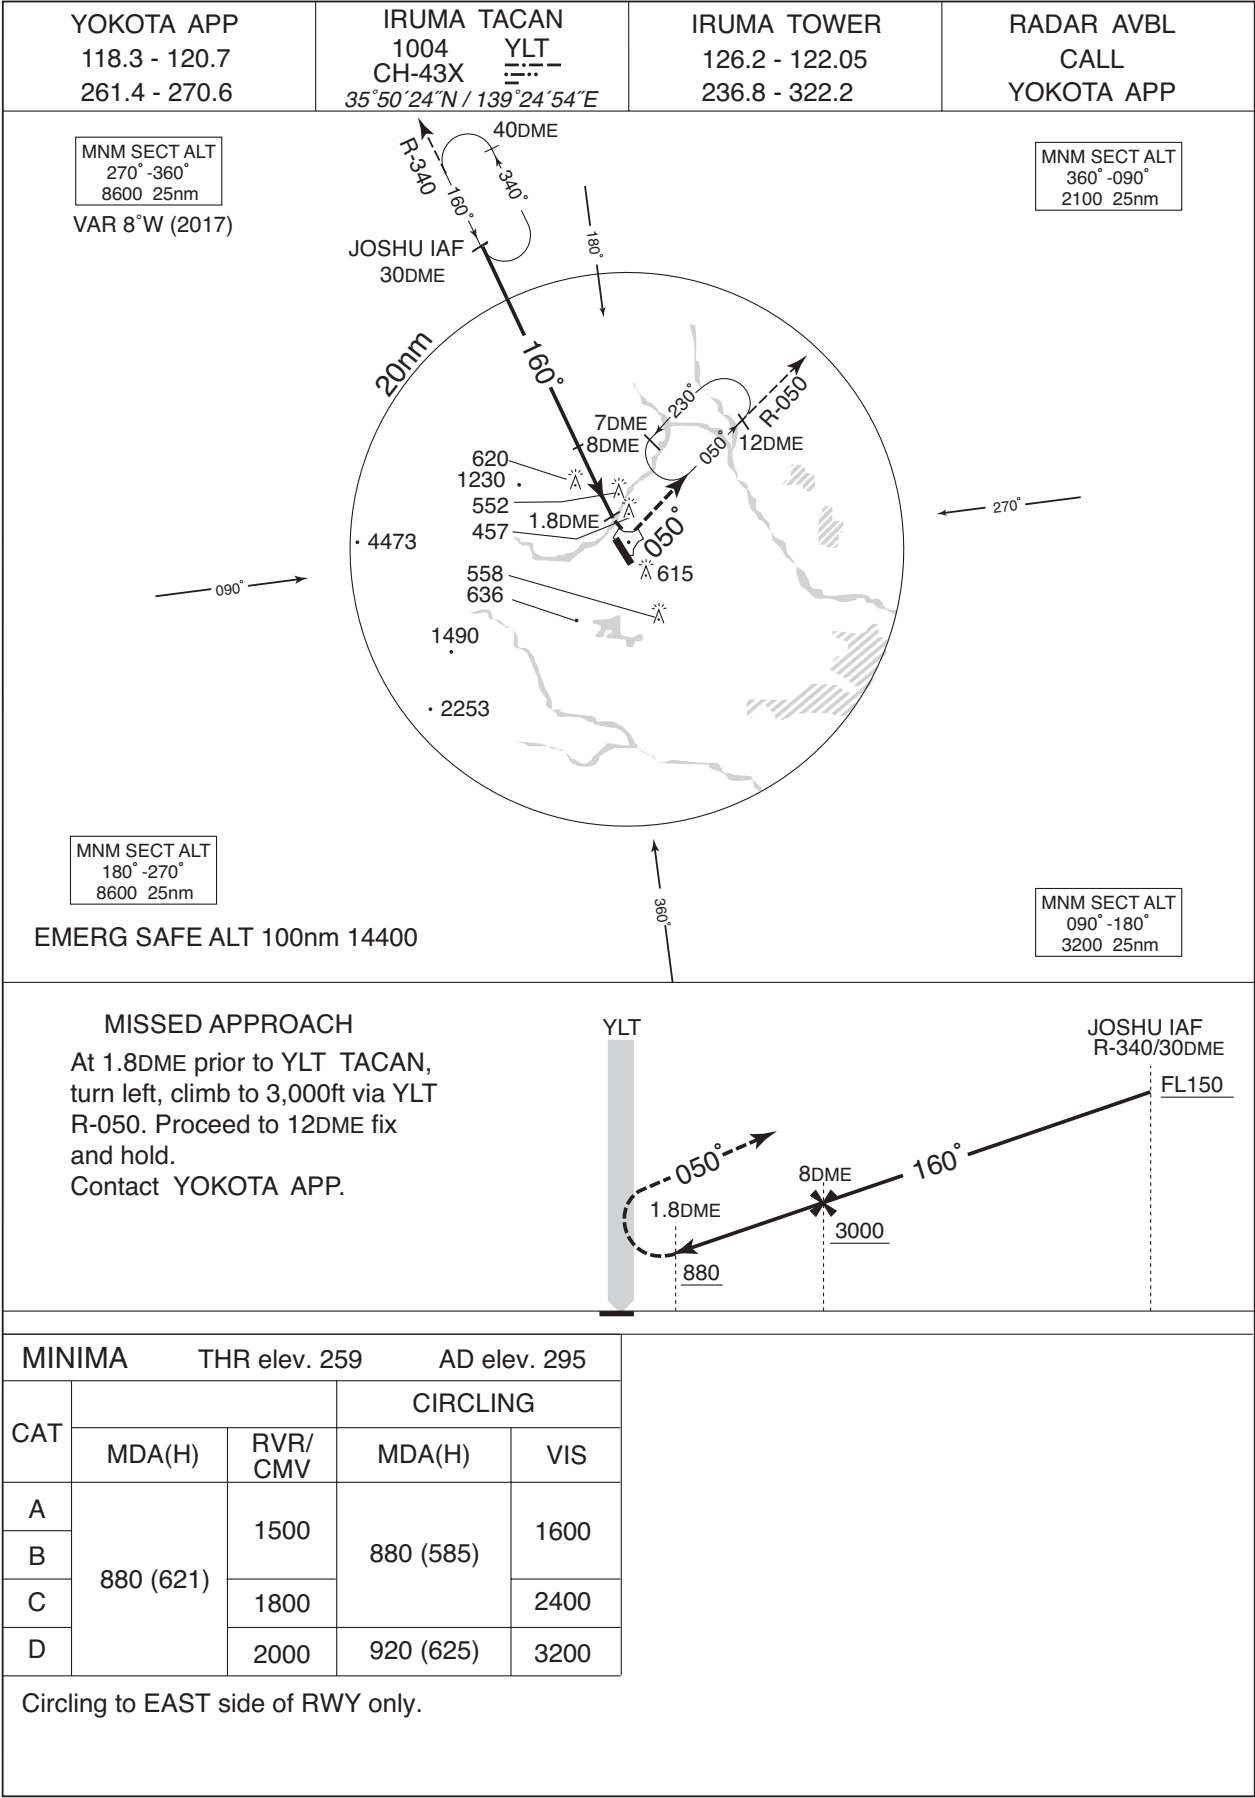 YOKOTA APP
118.3 - 120.7
261.4 - 270.6
IRUMA TACAN
1004 YLT
CH-43X
35°50′24″N / 139°24′54″E
IRUMA TOWER
126.2 - 122.05
236.8 - 322.2
RADAR AVBL
CALL
YOKOTA APP
MNM SECT ALT
270°-360°
8600 25nm
VAR 8°W (2017)
MNM SECT ALT
360°-090°
2100 25nm
40DME
R-340
340°
160°
JOSHU IAF
30DME
180°
20nm
160°
230°
R-050
7DME
8DME
050°
12DME
620
1230
552
1.8DME
457
050°
270°
4473
615
558
636
090°
1490
2253
MNM SECT ALT
180°-270°
8600 25nm
360°
MNM SECT ALT
090°-180°
3200 25nm
EMERG SAFE ALT 100nm 14400
MISSED APPROACH
At 1.8DME prior to YLT TACAN,
turn left, climb to 3,000ft via YLT
R-050. Proceed to 12DME fix
and hold.
Contact YOKOTA APP.
YLT
JOSHU IAF
R-340/30DME
FL150
050°
160°
8DME
1.8DME
3000
880
MINIMA THR elev. 259 AD elev. 295
CAT
CIRCLING
MDA(H)
RVR/
CMV
MDA(H)
VIS
A
B
C
D
880 (621)
1500
1800
2000
880 (585)
920 (625)
1600
2400
3200
Circling to EAST side of RWY only.